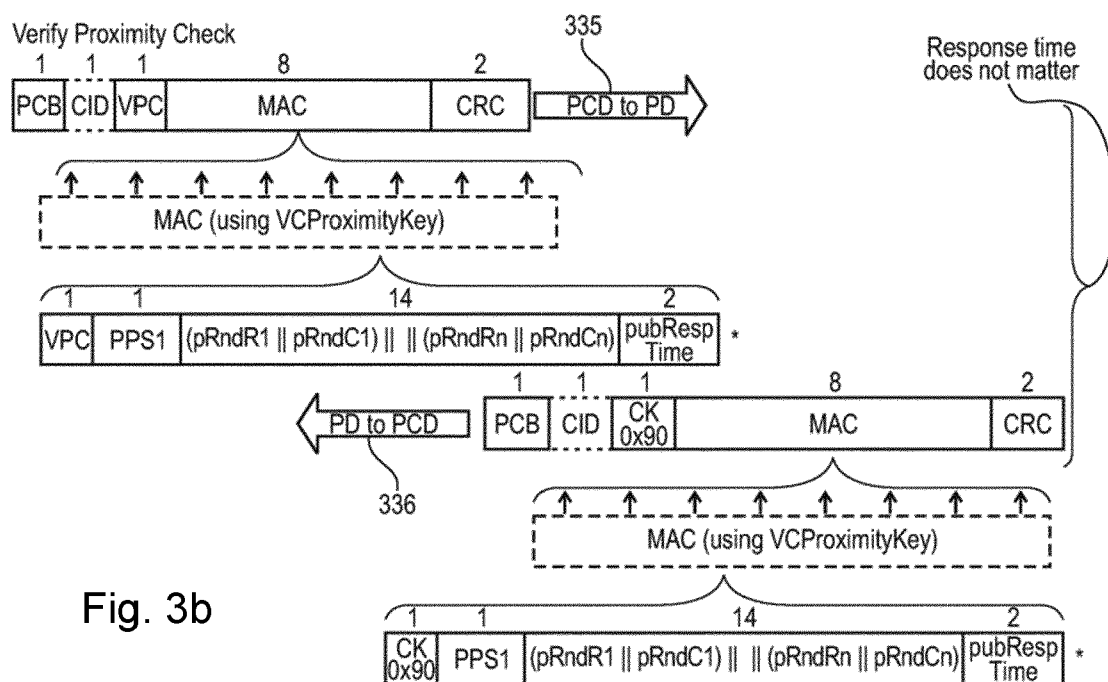 Verify Proximity Check
335
Response time
does not matter
1 1 1 8 2
PCB CID VPC MAC CRC PCD to PD
MAC (using VCProximityKey)
1 1 14 2
VPC PPS1 (pRndR1 || pRndC1) || || (pRndRn || pRndCn) pubResp
Time *
1 1 1 8 2
PD to PCD PCB CID CK
0x90 MAC CRC
336
MAC (using VCProximityKey)
Fig. 3b
1 1 14 2
CK
0x90 PPS1 (pRndR1 || pRndC1) || || (pRndRn || pRndCn) pubResp
Time *